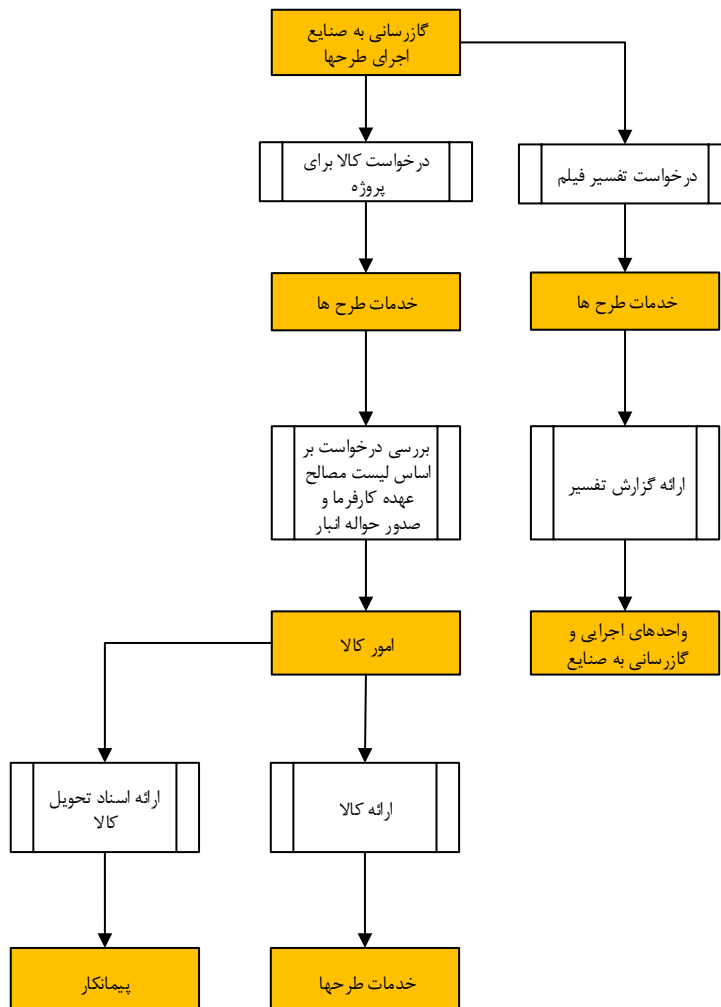 گازرسانی به صنایع
اجرای طرحها
درخواست تفسیر فیلم
درخواست کالا برای
پروژه
خدمات طرح ها
خدمات طرح ها
ارائه گزارش تفسیر
بررسی درخواست بر
اساس لیست مصالح
عهده کارفرما و
صدور حواله انبار
واحدهای اجرایی و
گازرسانی به صنایع
امور کالا
ارائه کالا
ارائه اسناد تحویل
کالا
خدمات طرحها
پیمانکار